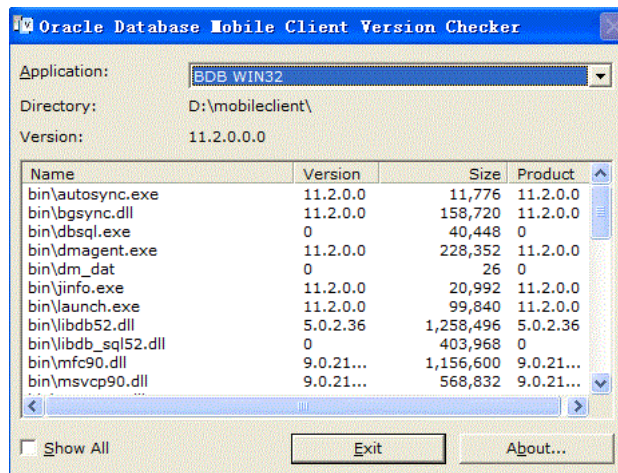 Oracle Database Mobile Client Version Checker
Application: BDB WIN32
Directory: D:\mobileclient\
Version: 11.2.0.0.0
Name Version Size Product
bin\autosync.exe 11.2.0.0 11,776 11.2.0.0
bin\bgsync.dll 11.2.0.0 158,720 11.2.0.0
bin\dbsql.exe 0 40,448 0
bin\dmagent.exe 11.2.0.0 228,352 11.2.0.0
bin\dm_dat 0 26 0
bin\jinfo.exe 11.2.0.0 20,992 11.2.0.0
bin\launch.exe 11.2.0.0 99,840 11.2.0.0
bin\libdb52.dll 5.0.2.36 1,258,496 5.0.2.36
bin\libdb_sql52.dll 0 403,968 0
bin\mfc90.dll 9.0.21... 1,156,600 9.0.21...
bin\msvcp90.dll 9.0.21... 568,832 9.0.21...
Show All Exit About...